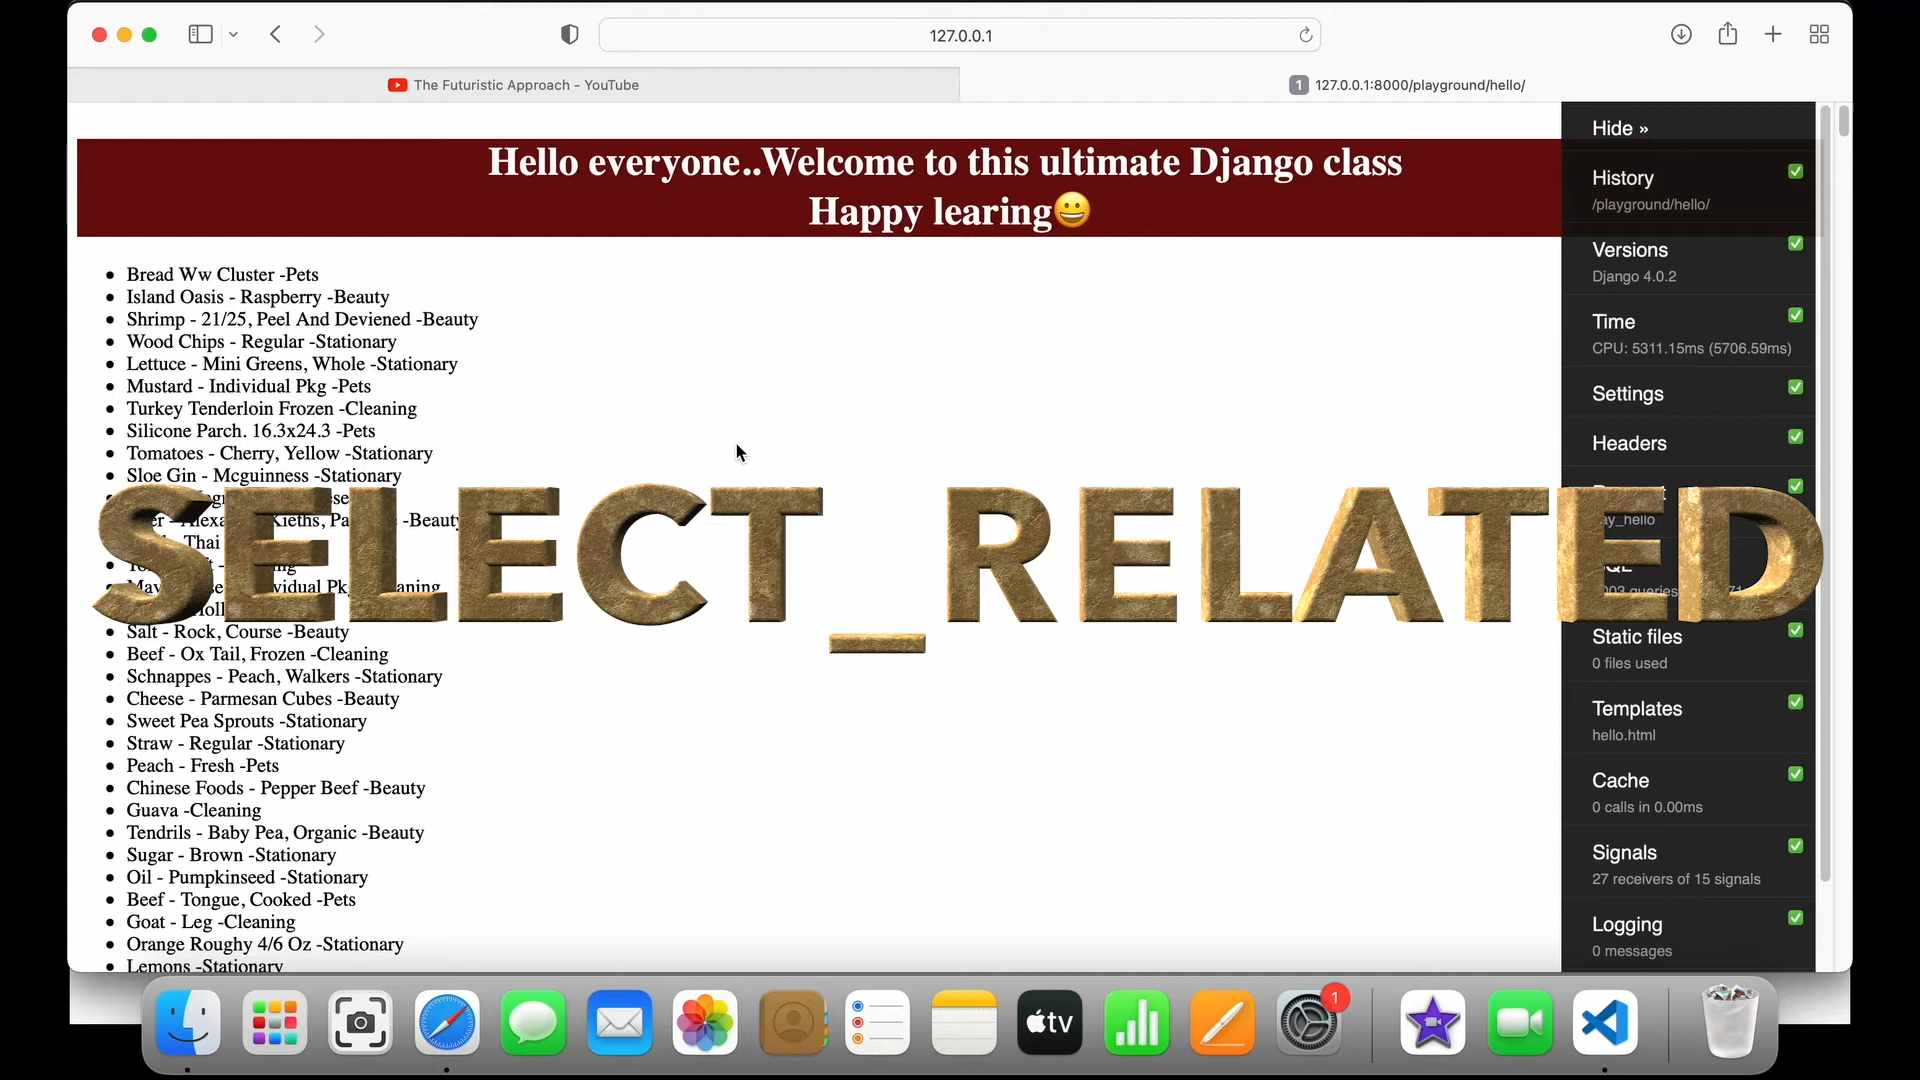 127.0.0.1
The Futuristic Approach - YouTube
1 127.0.0.1:8000/playground/hello/
Hello everyone..Welcome to this ultimate Django class
Happy learing😀
Bread Ww Cluster -Pets
Island Oasis - Raspberry -Beauty
Shrimp - 21/25, Peel And Deviened -Beauty
Wood Chips - Regular -Stationary
Lettuce - Mini Greens, Whole -Stationary
Mustard - Individual Pkg -Pets
Turkey Tenderloin Frozen -Cleaning
Silicone Parch. 16.3x24.3 -Pets
Tomatoes - Cherry, Yellow -Stationary
Sloe Gin - Mcguinness -Stationary
Kieths, -Beauty
Thai
SELECT_RELATED
Salt - Rock, Course -Beauty
Beef - Ox Tail, Frozen -Cleaning
Schnappes - Peach, Walkers -Stationary
Cheese - Parmesan Cubes -Beauty
Sweet Pea Sprouts -Stationary
Straw - Regular -Stationary
Peach - Fresh -Pets
Chinese Foods - Pepper Beef -Beauty
Guava -Cleaning
Tendrils - Baby Pea, Organic -Beauty
Sugar - Brown -Stationary
Oil - Pumpkinseed -Stationary
Beef - Tongue, Cooked -Pets
Goat - Leg -Cleaning
Orange Roughy 4/6 Oz -Stationary
Lemons -Stationary
Hide »
History
/playground/hello/
Versions
Django 4.0.2
Time
CPU: 5311.15ms (5706.59ms)
Settings
Headers
Static files
0 files used
Templates
hello.html
Cache
0 calls in 0.00ms
Signals
27 receivers of 15 signals
Logging
0 messages
tv
1